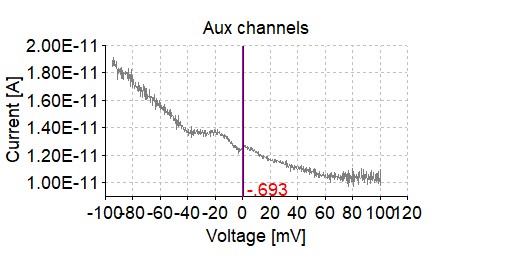 Aux channels
Current [A]
2.00E-11
1.80E-11
1.60E-11
1.40E-11
1.20E-11
1.00E-11
-.693
-100 -80 -60 -40 -20 0 20 40 60 80 100 120
Voltage [mV]